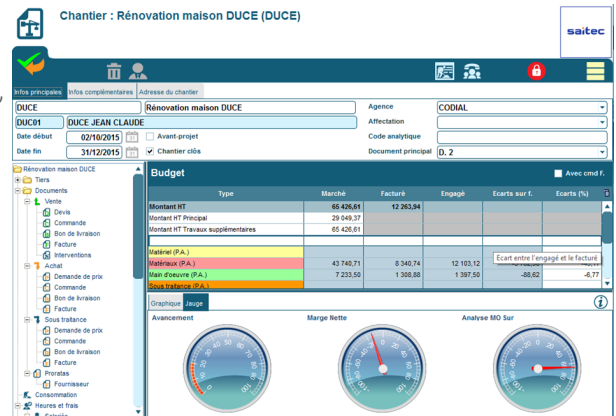 Chantier : Rénovation maison DUCE (DUCE)
saitec
Infos principales Infos complémentaires Adresse du chantier
DUCE Rénovation maison DUCE Agence CODIAL
DUC01 DUCE JEAN CLAUDE Affectation
Date début 02/10/2015 Avant-projet Code analytique
Date fin 31/12/2015 Chantier clôs Document principal D. 2
Rénovation maison DUCE
Tiers
Documents
Vente
Devis
Commande
Bon de livraison
Facture
Interventions
Achat
Demande de prix
Commande
Bon de livraison
Facture
Sous traitance
Demande de prix
Commande
Bon de livraison
Facture
Proratas
Fournisseur
Consommation
Heures et frais
Salariés
Budget Avec cmd F.
Type Marché Facturé Engagé Ecarts sur f. Ecarts (%)
Montant HT 65 426,61 12 263,94
Montant HT Principal 29 049,37
Montant HT Travaux supplémentaires 65 426,61
Matériel (P.A.)
Ecart entre l'engagé et le facturé
Matériaux (P.A.) 43 740,71 8 340,74 12 103,12
Main d'oeuvre (P.A.) 7 233,50 1 308,88 1 397,50 -88,62 -6,77
Sous traitance (P.A.)
Graphique Jauge
Avancement Marge Nette Analyse MO Sur